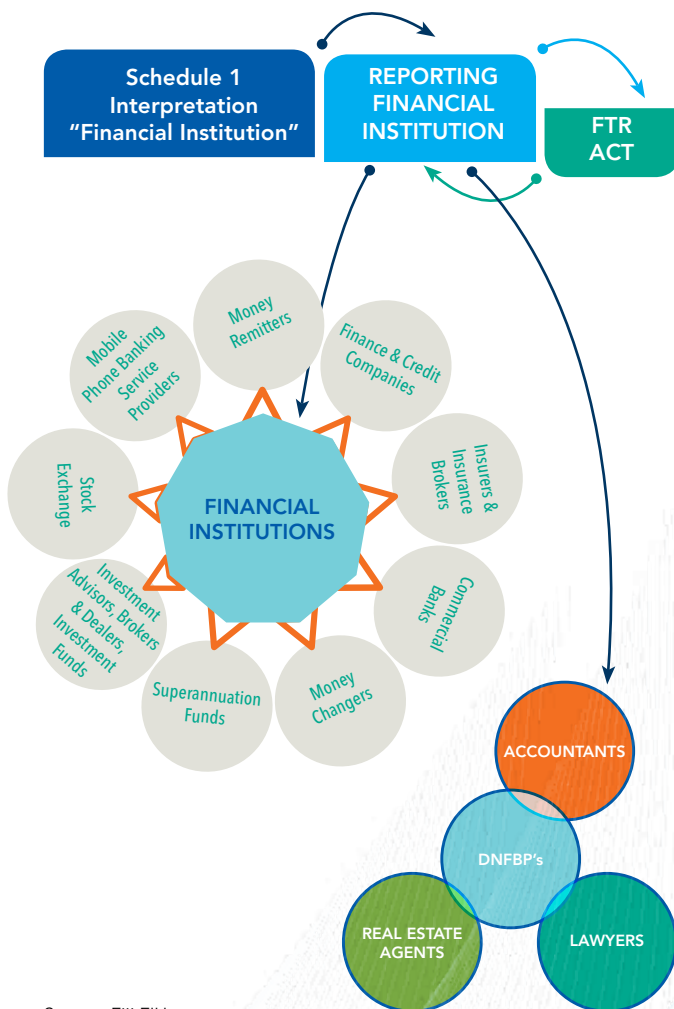 Schedule 1
Interpretation
“Financial Institution”
REPORTING
FINANCIAL
INSTITUTION
FTR
ACT
Money
Remitters
Finance & Credit
Companies
Insurers &
Insurance
Brokers
Commercial
Banks
Money
Changers
Superannuation
Funds
Investment
Advisors, Brokers
& Dealers,
Investment
Funds
Stock
Exchange
Mobile
Phone Banking
Service
Providers
FINANCIAL
INSTITUTIONS
ACCOUNTANTS
DNFBP's
REAL ESTATE
AGENTS
LAWYERS